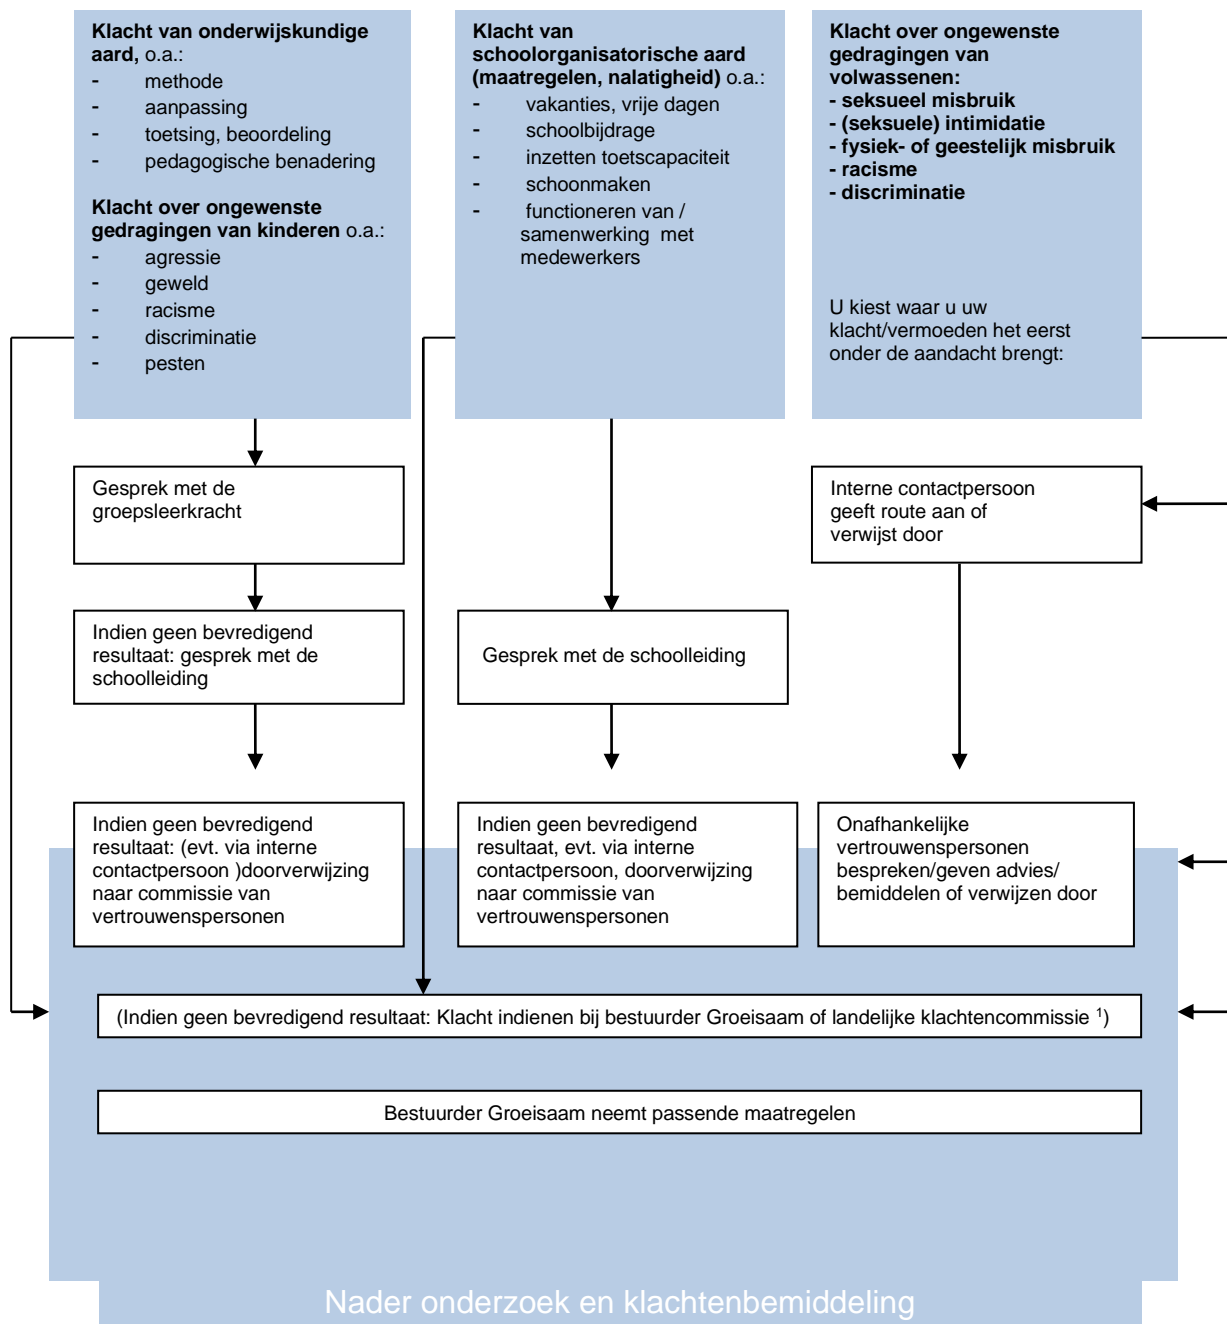 Klacht van onderwijskundige
aard, o.a.:
- methode
- aanpassing
- toetsing, beoordeling
- pedagogische benadering
Klacht over ongewenste
gedragingen van kinderen o.a.:
- agressie
- geweld
- racisme
- discriminatie
- pesten
Klacht van
schoolorganisatorische aard
(maatregelen, nalatigheid) o.a.:
- vakanties, vrije dagen
- schoolbijdrage
- inzetten toetscapaciteit
- schoonmaken
- functioneren van /
samenwerking met
medewerkers
Klacht over ongewenste
gedragingen van
volwassenen:
- seksueel misbruik
- (seksuele) intimidatie
- fysiek- of geestelijk misbruik
- racisme
- discriminatie
U kiest waar u uw
klacht/vermoeden het eerst
onder de aandacht brengt:
Gesprek met de
groepsleerkracht
Interne contactpersoon
geeft route aan of
verwijst door
Indien geen bevredigend
resultaat: gesprek met de
schoolleiding
Gesprek met de schoolleiding
Indien geen bevredigend
resultaat: (evt. via interne
contactpersoon )doorverwijzing
naar commissie van
vertrouwenspersonen
Indien geen bevredigend
resultaat, evt. via interne
contactpersoon, doorverwijzing
naar commissie van
vertrouwenspersonen
Onafhankelijke
vertrouwenspersonen
bespreken/geven advies/
bemiddelen of verwijzen door
(Indien geen bevredigend resultaat: Klacht indienen bij bestuurder Groeisaam of landelijke klachtencommissie ¹)
Bestuurder Groeisaam neemt passende maatregelen
Nader onderzoek en klachtenbemiddeling